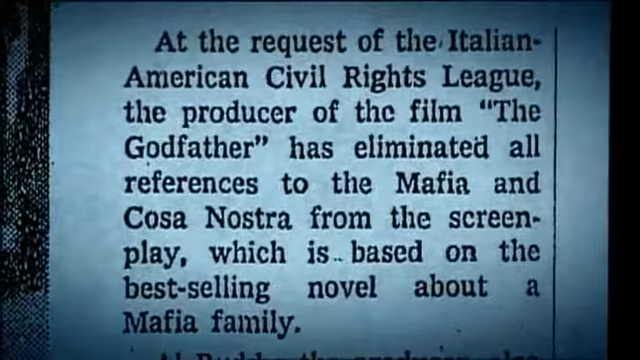 At the request of the Italian-
American Civil Rights League,
the producer of the film “The
Godfather” has eliminated all
references to the Mafia and
Cosa Nostra from the screen-
play, which is based on the
best-selling novel about a
Mafia family.